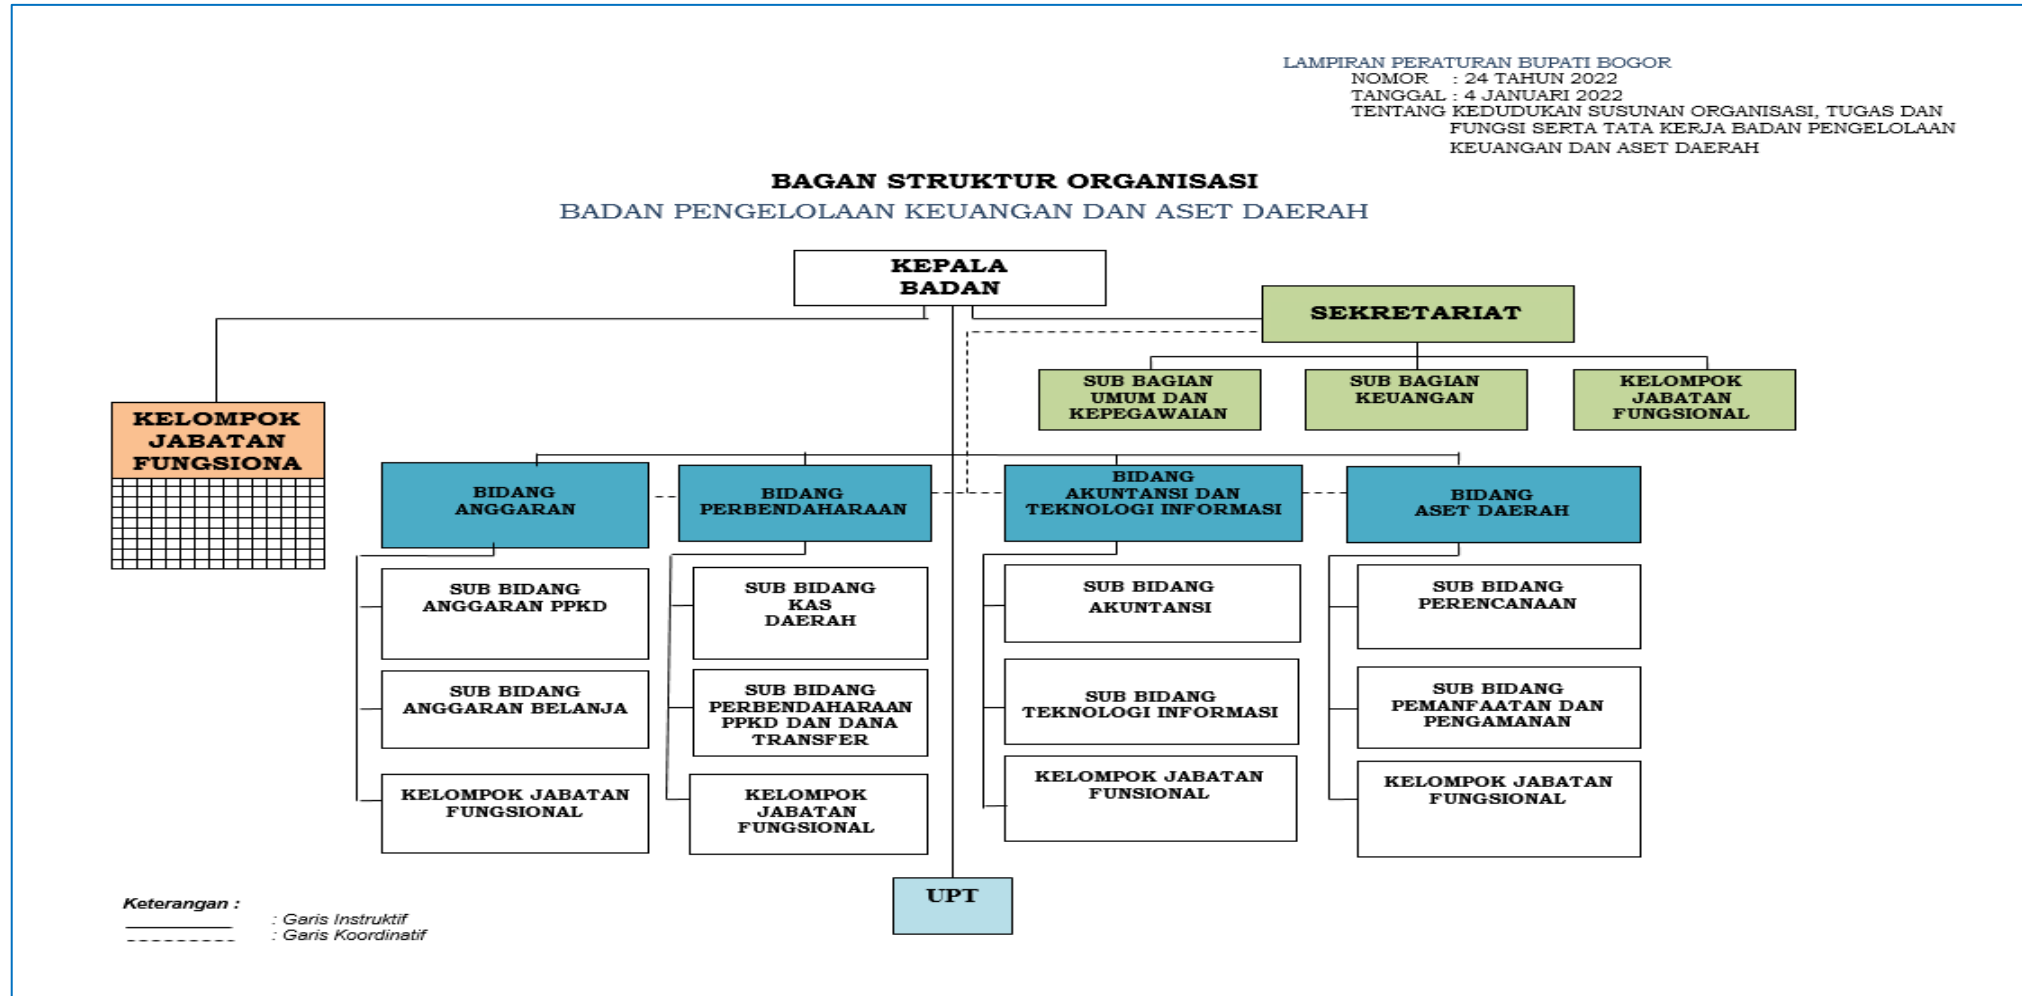 LAMPIRAN PERATURAN BUPATI BOGOR
NOMOR : 24 TAHUN 2022
TANGGAL : 4 JANUARI 2022
TENTANG KEDUDUKAN SUSUNAN ORGANISASI, TUGAS DAN
FUNGSI SERTA TATA KERJA BADAN PENGELOLAAN
KEUANGAN DAN ASET DAERAH
BAGAN STRUKTUR ORGANISASI
BADAN PENGELOLAAN KEUANGAN DAN ASET DAERAH
KEPALA
BADAN
SEKRETARIAT
SUB BAGIAN
UMUM DAN
KEPEGAWAIAN
SUB BAGIAN
KEUANGAN
KELOMPOK
JABATAN
FUNGSIONAL
KELOMPOK
JABATAN
FUNGSIONA
BIDANG
ANGGARAN
BIDANG
PERBENDAHARAAN
BIDANG
AKUNTANSI DAN
TEKNOLOGI INFORMASI
BIDANG
ASET DAERAH
SUB BIDANG
ANGGARAN PPKD
SUB BIDANG
KAS
DAERAH
SUB BIDANG
AKUNTANSI
SUB BIDANG
PERENCANAAN
SUB BIDANG
ANGGARAN BELANJA
SUB BIDANG
PERBENDAHARAAN
PPKD DAN DANA
TRANSFER
SUB BIDANG
TEKNOLOGI INFORMASI
SUB BIDANG
PEMANFAATAN DAN
PENGAMANAN
KELOMPOK JABATAN
FUNGSIONAL
KELOMPOK
JABATAN
FUNGSIONAL
KELOMPOK JABATAN
FUNSIONAL
KELOMPOK JABATAN
FUNGSIONAL
UPT
Keterangan :
: Garis Instruktif
: Garis Koordinatif